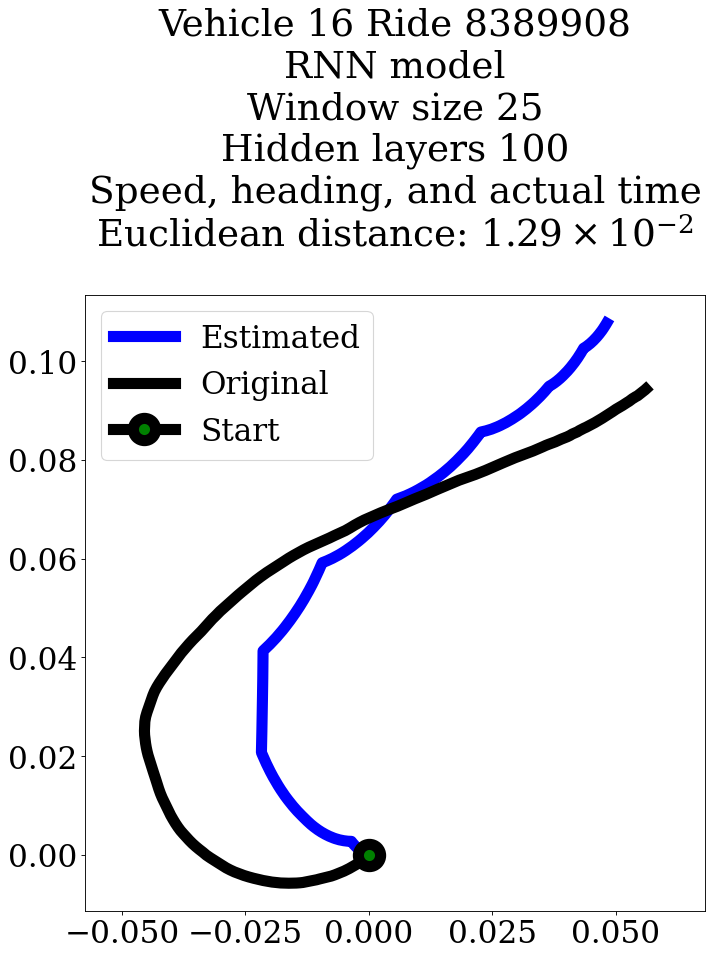 Vehicle 16 Ride 8389908
RNN model
Window size 25
Hidden layers 100
Speed, heading, and actual time
Euclidean distance: 1.29 × 10⁻²
Estimated
Original
Start
0.10
0.08
0.06
0.04
0.02
0.00
−0.050 −0.025 0.000 0.025 0.050